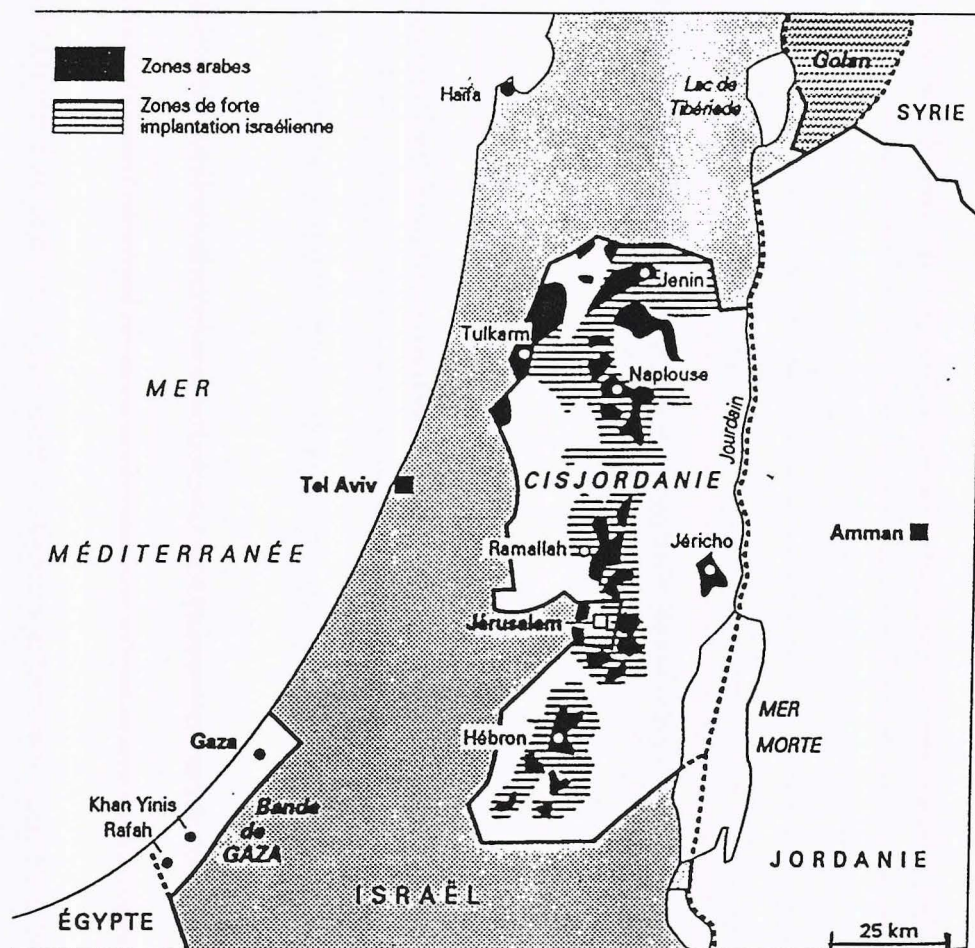 Zones arabes
Zones de forte
implantation israélienne
Haïfa
Lac de
Tibériade
Golan
SYRIE
Jenin
Tulkarm
Naplouse
MER
Jourdain
Tel Aviv
CISJORDANIE
MÉDITERRANÉE
Ramallah
Jéricho
Amman
Jérusalem
MER
MORTE
Gaza
Hébron
Khan Yinis
Rafah
Bande
de
GAZA
ISRAËL
JORDANIE
ÉGYPTE
25 km